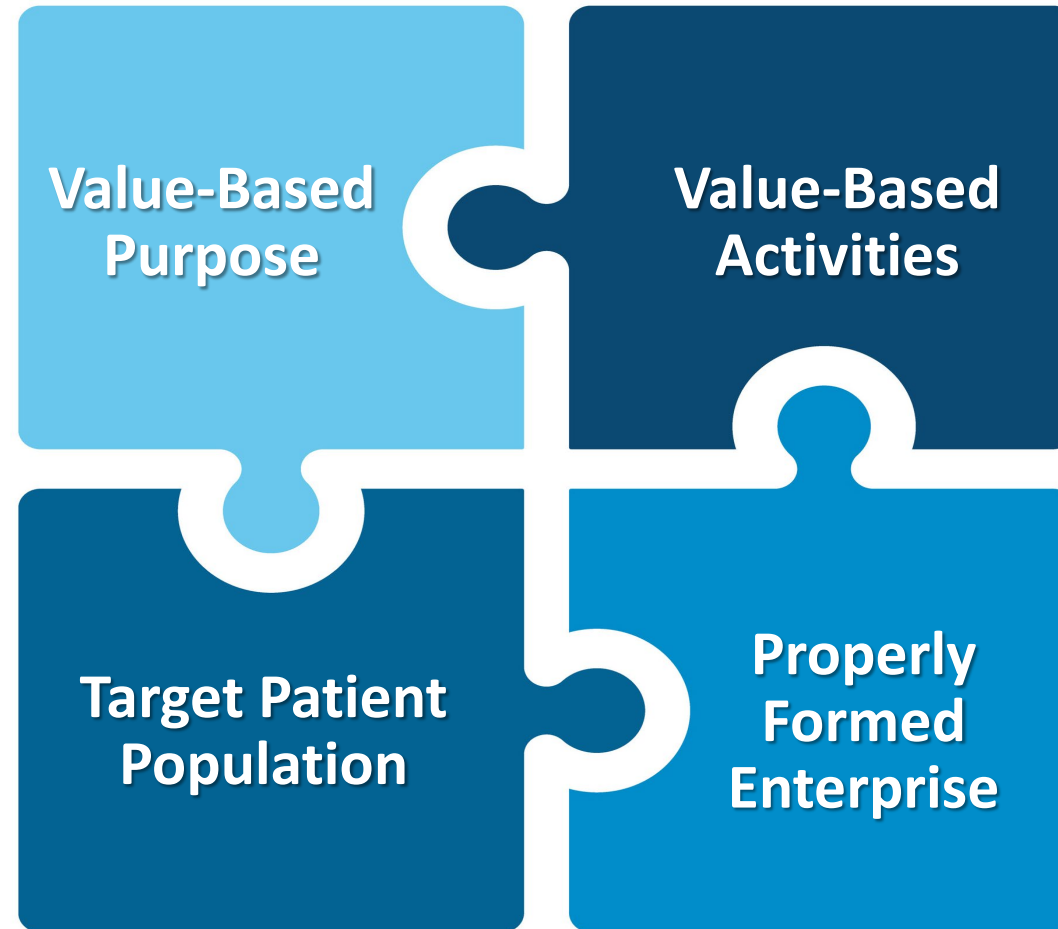 Value-Based
Purpose
Value-Based
Activities
Target Patient
Population
Properly
Formed
Enterprise